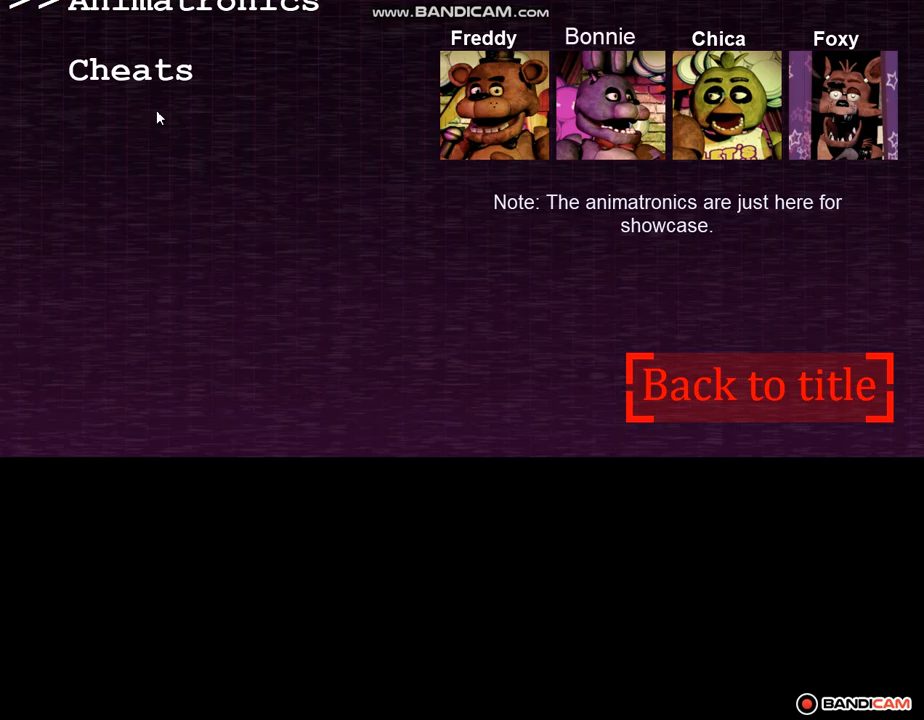 >>Animatronics
www.BANDICAM.com
Freddy
Bonnie
Chica
Foxy
Cheats
Note: The animatronics are just here for
showcase.
Back to title
BANDICAM